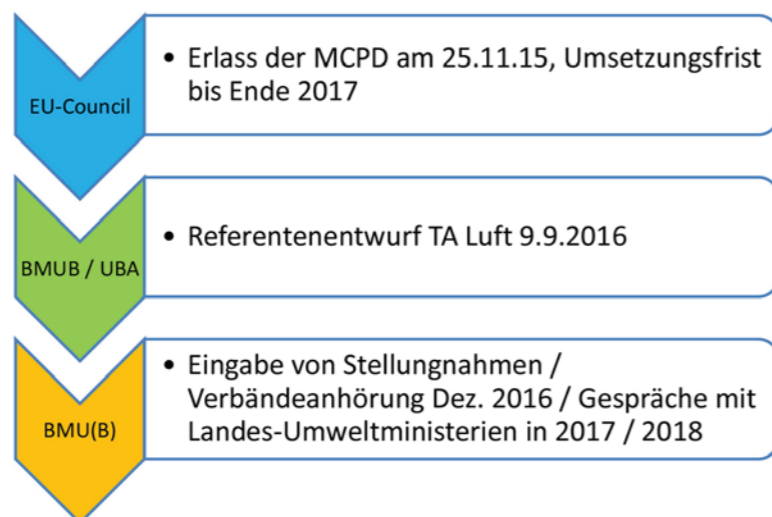 EU-Council
• Erlass der MCPD am 25.11.15, Umsetzungsfrist
bis Ende 2017
BMUB / UBA
• Referentenentwurf TA Luft 9.9.2016
BMU(B)
• Eingabe von Stellungnahmen /
Verbändeanhörung Dez. 2016 / Gespräche mit
Landes-Umweltministerien in 2017 / 2018